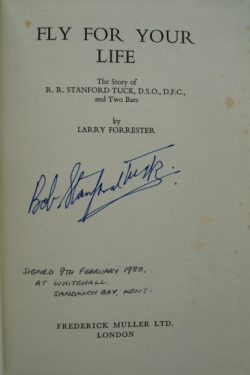 FLY FOR YOUR
LIFE
The Story of
R. R. STANFORD TUCK, D.S.O., D.F.C.,
and Two Bars
by
LARRY FORRESTER
Bob Stanford Tuck.
SIGNED 9TH FEBRUARY 1980,
AT WHITEHALL.
SANDWICH BAY, KENT.
FREDERICK MULLER LTD.
LONDON